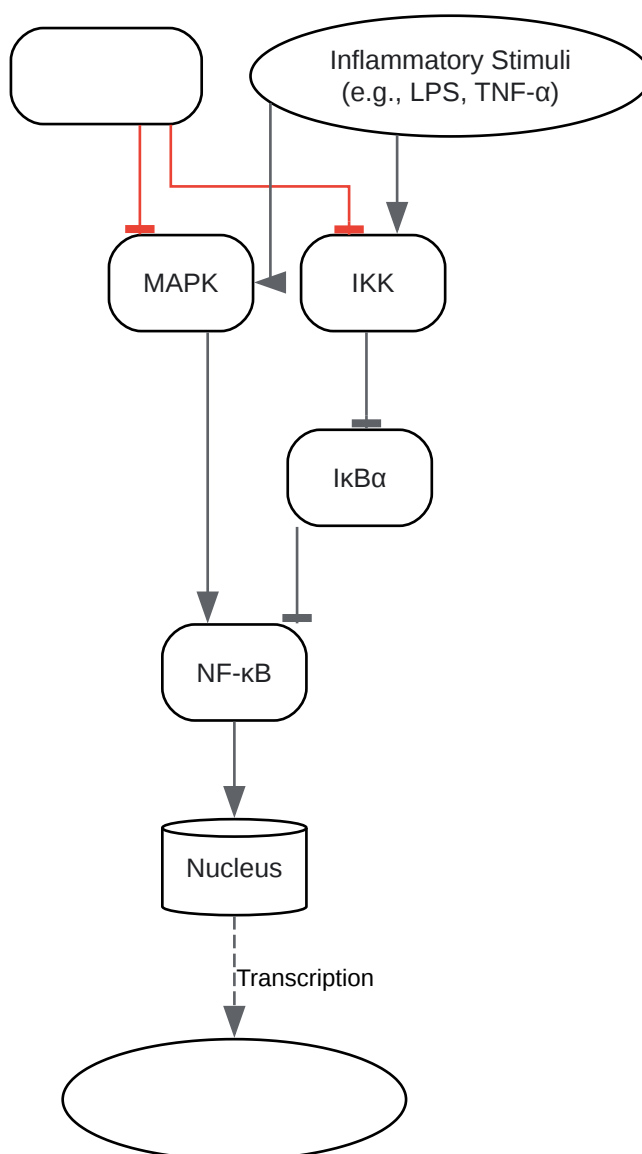 Inflammatory Stimuli
(e.g., LPS, TNF-α)
MAPK
IKK
IκBα
NF-κB
Nucleus
Transcription